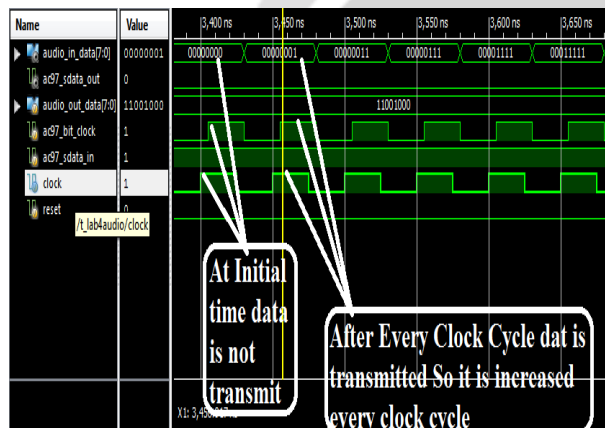 Name
Value
3,400 ns
3,450 ns
3,500 ns
3,550 ns
3,600 ns
3,650 ns
audio_in_data[7:0]
00000001
00000000
00000001
00000011
00000111
00001111
00011111
ac97_sdata_out
0
audio_out_data[7:0]
11001000
11001000
ac97_bit_clock
1
ac97_sdata_in
1
clock
1
reset
/t_lab4audio/clock
At Initial
time data
is not
transmit
After Every Clock Cycle dat is
transmitted So it is increased
every clock cycle
X1: